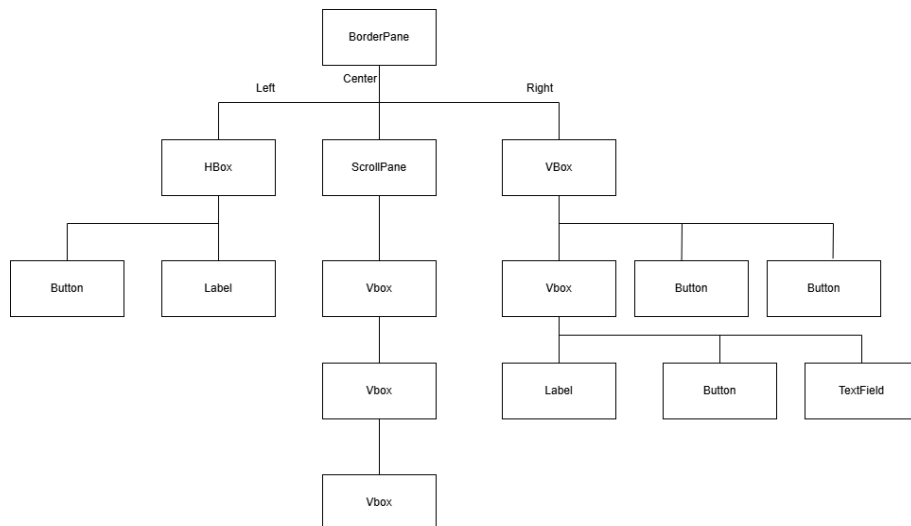 BorderPane
Center
Left
Right
HBox
ScrollPane
VBox
Button
Label
Vbox
Vbox
Button
Button
Vbox
Label
Button
TextField
Vbox